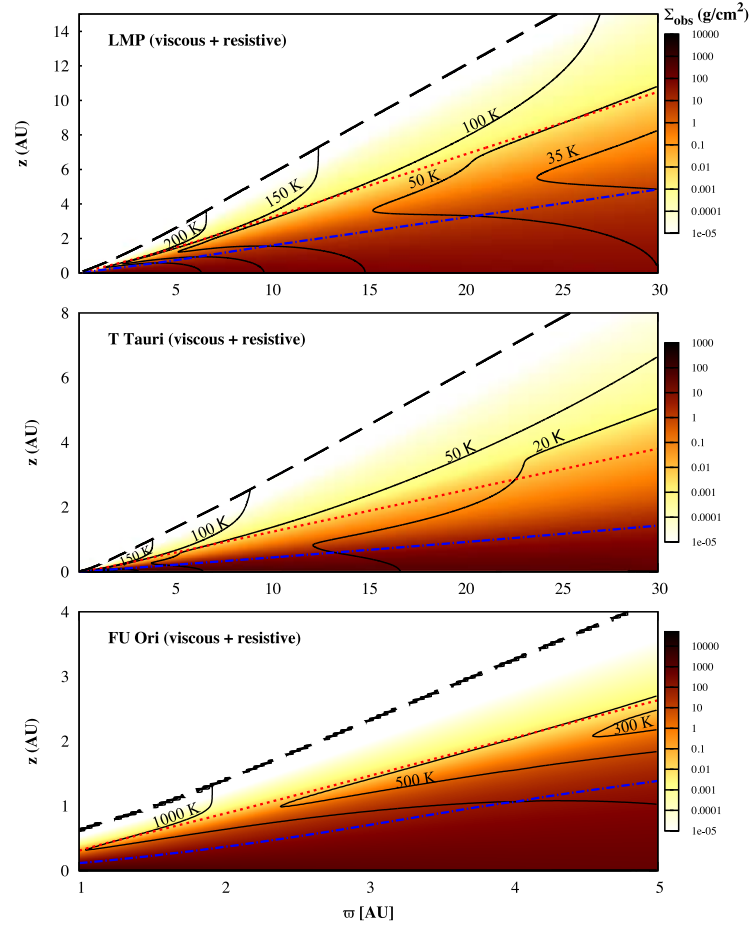 Σobs (g/cm²)
LMP (viscous + resistive)
14
12
10
8
6
4
2
0
z (AU)
200 K
150 K
100 K
50 K
35 K
5
10
15
20
25
30
10000
1000
100
10
1
0.1
0.01
0.001
0.0001
1e-05
T Tauri (viscous + resistive)
8
6
4
2
0
z (AU)
150 K
100 K
50 K
20 K
5
10
15
20
25
30
1000
100
10
1
0.1
0.01
0.001
0.0001
1e-05
FU Ori (viscous + resistive)
4
3
2
1
0
z (AU)
1000 K
500 K
300 K
1
2
3
4
5
ϖ [AU]
10000
1000
100
10
1
0.1
0.01
0.001
0.0001
1e-05